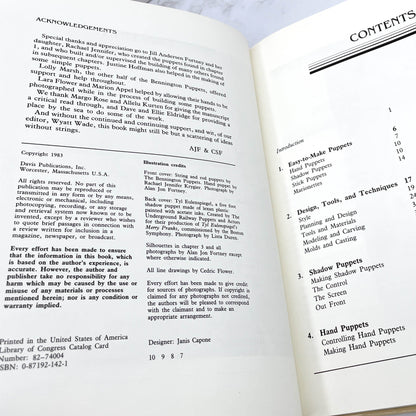 ACKNOWLEDGEMENTS
Special thanks and appreciation go to Jill Andersen Fortney and
her daughter, Rachael Jennifer, who created the puppets found in chapter
1, and who built and/or supervised the building of many others found
in some chapters. Justine Hoffman also helped in the making of
some simple puppets.
Lolly Marsh, the other half of the Bennington Puppets, offered
support and help throughout.
Lara Flower and Marion Appel helped by allowing their hands to be
photographed while in the process of building and demonstrating
the puppets.
We thank Margo Rose and Allelu Kurten for giving the manuscript
a critical read through, and Dave and Ellie Eldridge for providing a
place by the sea to do some of the work.
And without the continued and continuing support, and wit, of our
editor, Wyatt Wade, this book might still be but a scattering of ideas
without strings.
AJF & CSF
Copyright 1983
Davis Publications, Inc.
Worcester, Massachusetts U.S.A.
All rights reserved. No part of this
publication may be reproduced or
transmitted in any form or by any means,
electronic or mechanical, including
photocopying, recording, or any storage
and retrieval system now known or to be
invented, except by a reviewer who wishes
to quote brief passages in connection with
a review written for inclusion in a
magazine, newspaper, or broadcast.
Every effort has been made to ensure
that the information in this book, which
is based on the author's experience, is
accurate. However, the author and
publisher take no responsibility for any
harm which may be caused by the use or
misuse of any materials or processes
mentioned herein; nor is any condition or
warranty implied.
Printed in the United States of America
Library of Congress Catalog Card
Number: 82-74004
ISBN: 0-87192-142-1
Illustration credits
Front cover: String and rod puppets by
The Bennington Puppets. Hand puppet by
Rachael Jennifer Kruger. Photograph by
Alan Jon Fortney.
Back cover: Tyl Eulenspiegel, a five foot
shadow puppet made of lexan plastic
painted with acetate inks. Created by The
Underground Railway Puppets and Actors
for their production of Tyl Eulenspiegel's
Merry Pranks, commissioned by the Boston
Symphony. Photograph by Lura Duren.
Silhouettes in chapter 3 and all
photographs by Alan Jon Fortney except
where otherwise indicated.
All line drawings by Cedric Flower.
Every effort has been made to give credit
for sources of photographs. If copyright
claimed for photographs not credited,
the authors will be pleased to correspond
with the claimant and to make an
appropriate arrangement.
Designer: Janis Capone
10 9 8 7
CONTENTS
Introduction 1
1. Easy-to-Make Puppets 6
Hand Puppets 7
Shadow Puppets 10
Stick Puppets 10
Marionettes 14
2. Design, Tools, and Techniques 17
Style
Planning and Design
Tools and Materials
Modeling and Carving
Molds and Casting
3. Shadow Puppets
Making Shadow Puppets
The Control
The Screen
Out Front
4. Hand Puppets
Controlling Hand Puppets
Making Hand Puppets